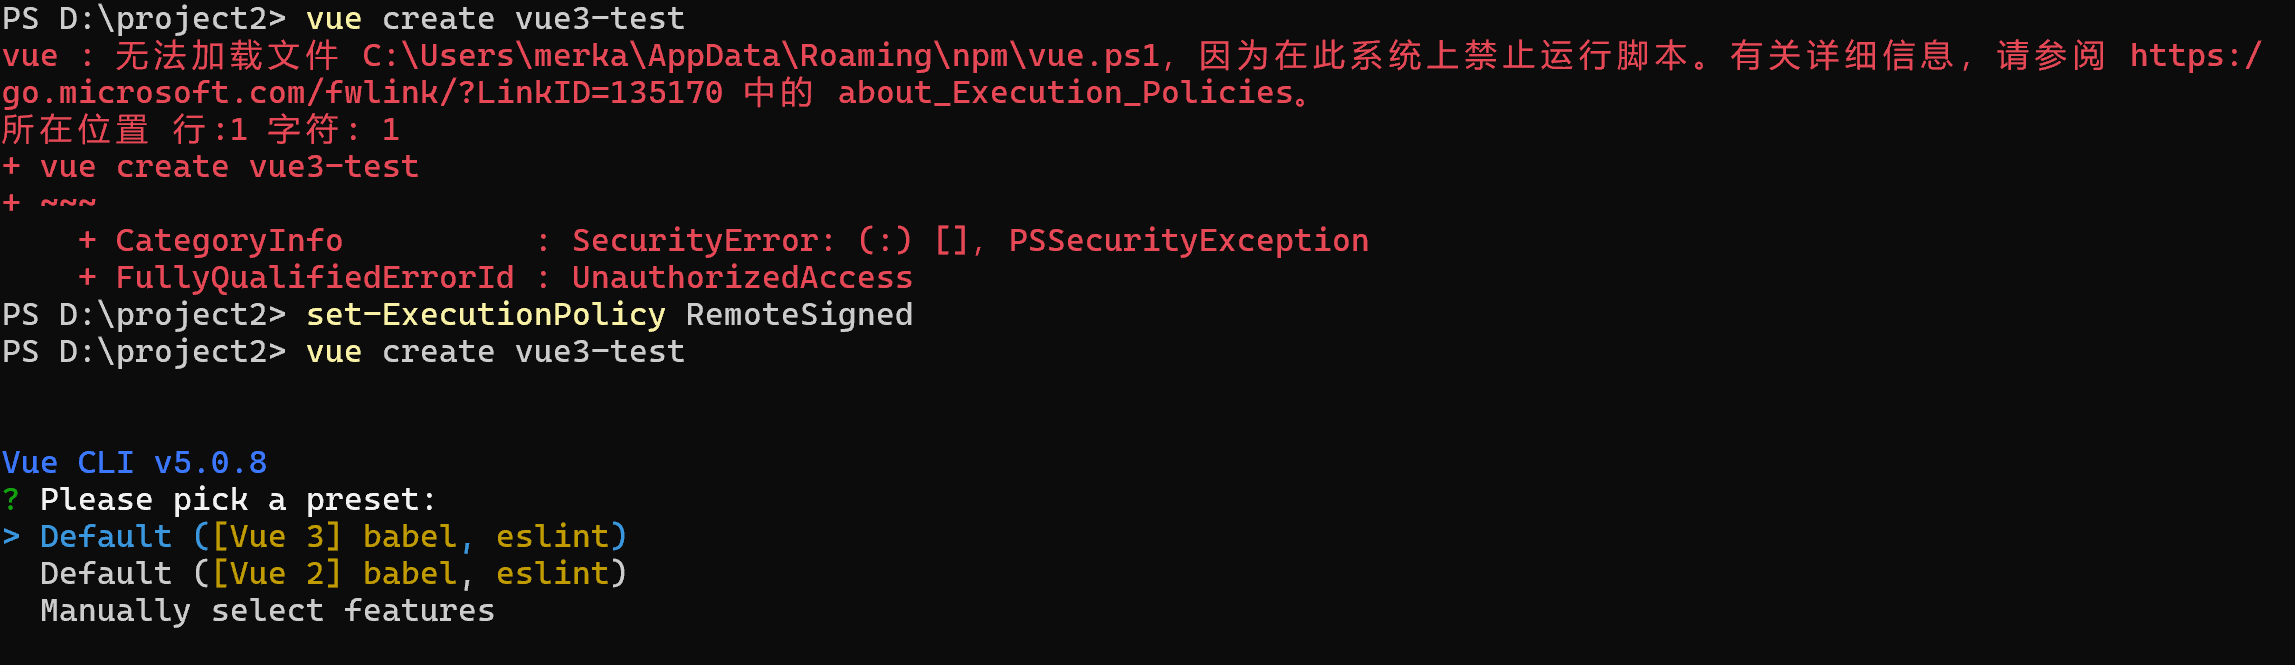 PS D:\project2> vue create vue3-test
vue : 无法加载文件 C:\Users\merka\AppData\Roaming\npm\vue.ps1，因为在此系统上禁止运行脚本。有关详细信息，请参阅 https:/
go.microsoft.com/fwlink/?LinkID=135170 中的 about_Execution_Policies。
所在位置 行:1 字符: 1
+ vue create vue3-test
+ ~~~
    + CategoryInfo          : SecurityError: (:) []，PSSecurityException
    + FullyQualifiedErrorId : UnauthorizedAccess
PS D:\project2> set-ExecutionPolicy RemoteSigned
PS D:\project2> vue create vue3-test
Vue CLI v5.0.8
? Please pick a preset:
> Default ([Vue 3] babel, eslint)
  Default ([Vue 2] babel, eslint)
  Manually select features